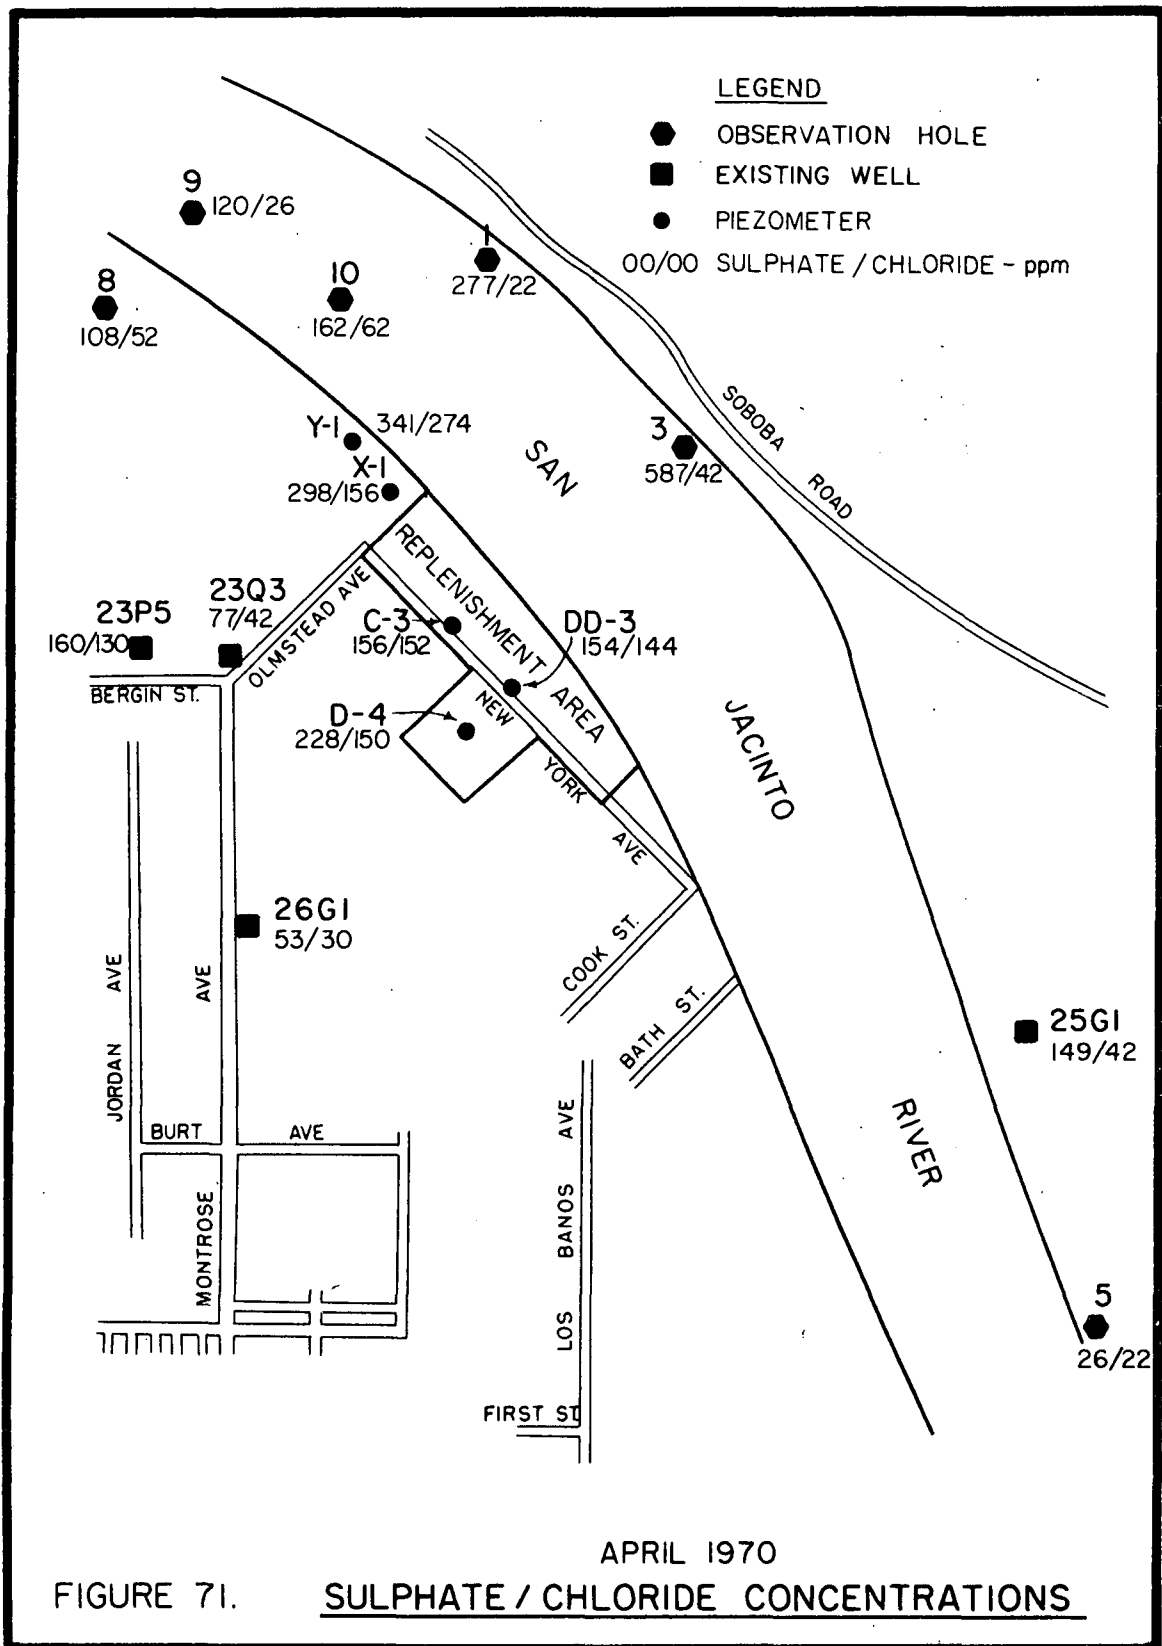 LEGEND
OBSERVATION HOLE
EXISTING WELL
PIEZOMETER
00/00 SULPHATE / CHLORIDE - ppm
9
120/26
8
108/52
10
162/62
1
277/22
3
587/42
SOBOBA ROAD
Y-1 341/274
X-1
298/156
SAN JACINTO RIVER
REPLENISHMENT AREA
23P5
160/130
23Q3
77/42
OLMSTEAD AVE
BERGIN ST.
C-3
156/152
DD-3
154/144
D-4
228/150
NEW YORK AVE
26G1
53/30
COOK ST.
BATH ST.
25G1
149/42
JORDAN AVE
MONTROSE AVE
BURT AVE
LOS BANOS AVE
FIRST ST
5
26/22
APRIL 1970
FIGURE 71. SULPHATE / CHLORIDE CONCENTRATIONS